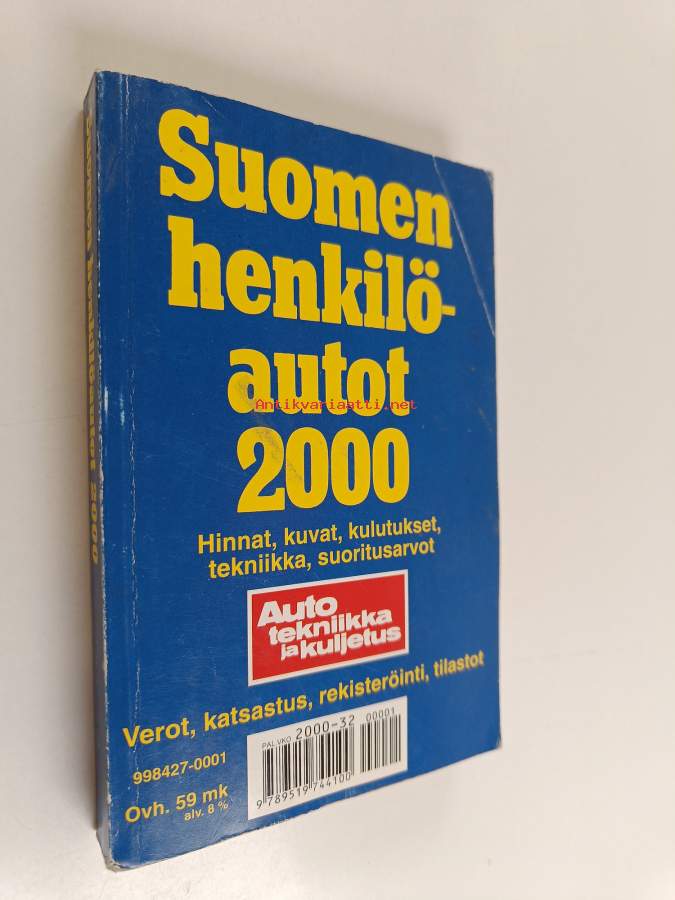 Suomen
henkilö-
autot
Antikvariaatti.net
2000
Hinnat, kuvat, kulutukset,
tekniikka, suoritusarvot
Auto
tekniikka
ja kuljetus
Verot, katsastus, rekisteröinti, tilastot
998427-0001
Ovh. 59 mk
alv. 8 %
PAL.VKO 2000-32 00001
9 789519 744100
Suomen henkilöautot 2000